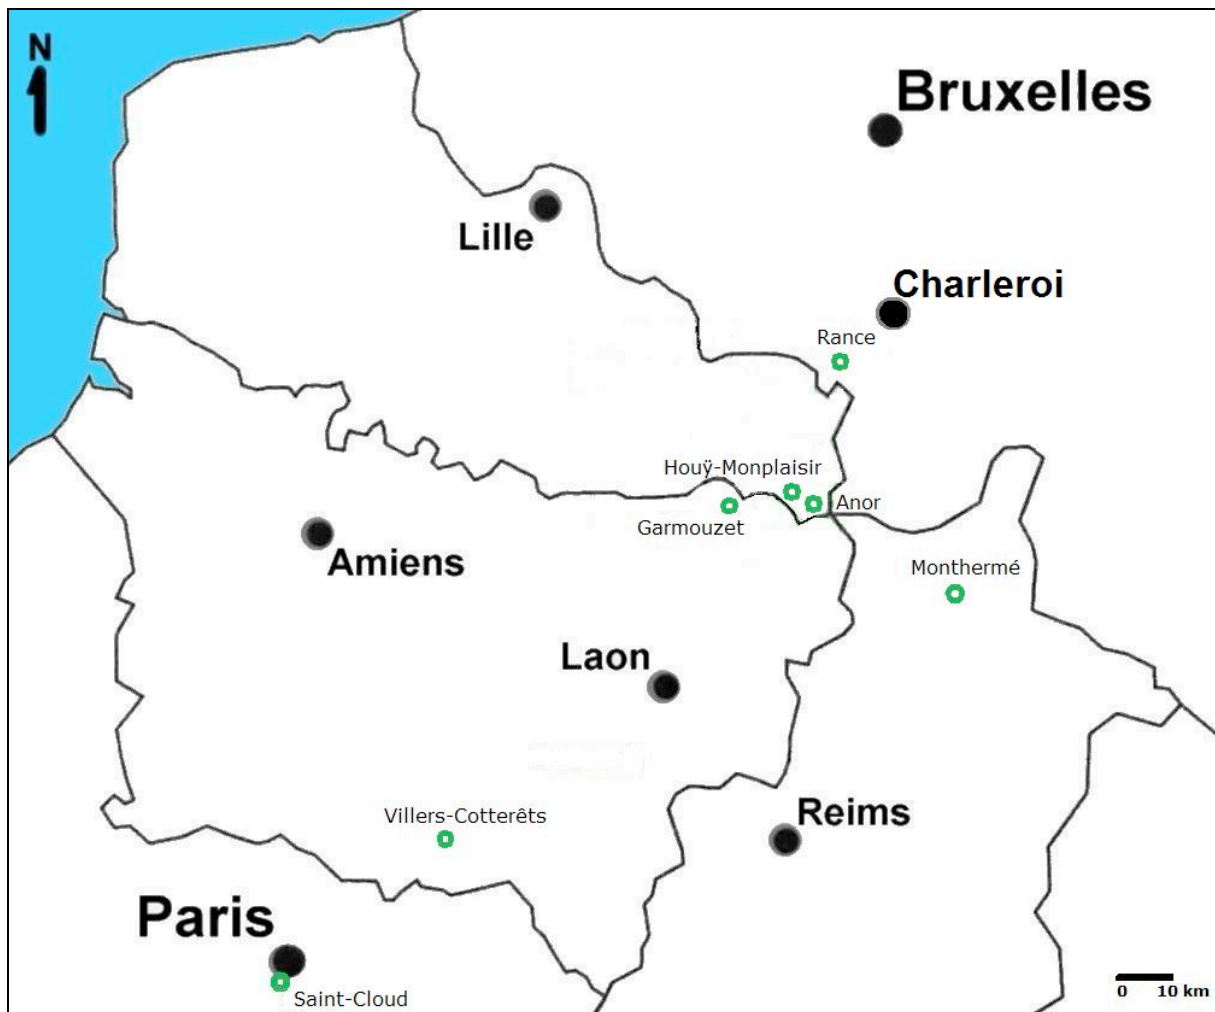 N
Bruxelles
Lille
Charleroi
Rance
Houÿ-Monplaisir
Anor
Garmouzet
Amiens
Monthermé
Laon
Villers-Cotterêts
Reims
Paris
Saint-Cloud
0 10 km